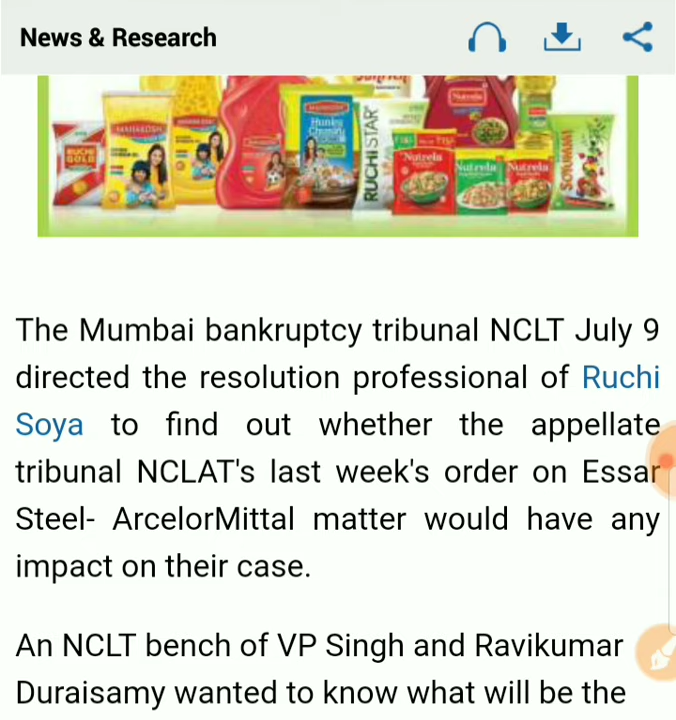 News & Research
RUCHI
GOLD
MAHAKOSH
Hunks
Chunks
RUCHI STAR
Nutrela
Nutrela
Nutrela
Nutrela
The Mumbai bankruptcy tribunal NCLT July 9
directed the resolution professional of Ruchi
Soya to find out whether the appellate
tribunal NCLAT's last week's order on Essar
Steel- ArcelorMittal matter would have any
impact on their case.
An NCLT bench of VP Singh and Ravikumar
Duraisamy wanted to know what will be the